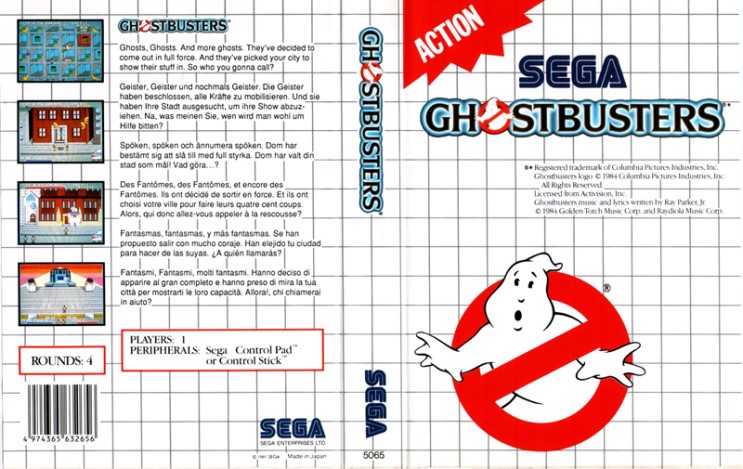 GHOSTBUSTERS™
Ghosts, Ghosts. And more ghosts. They've decided to
come out in full force. And they've picked your city to
show their stuff in. So who you gonna call?
Geister, Geister und nochmals Geister. Die Geister
haben beschlossen, alle Kräfte zu mobilisieren. Und sie
haben Ihre Stadt ausgesucht, um ihre Show abzuz-
iehen. Na, was meinen Sie, wen wird man wohl um
Hilfe bitten?
Spöken, spöken och ännumera spöken. Dom har
bestämt sig att slå til med full styrka. Dom har valt din
stad som mål! Vad göra...?
Des Fantômes, des Fantômes, et encore des
Fantômes. Ils ont décidé de sortir en force. Et ils ont
choisi votre ville pour faire leurs quatre cent coups.
Alors, qui donc allez-vous appeler à la rescousse?
Fantasmas, fantasmas, y más fantasmas. Se han
propuesto salir con mucho coraje. Han elejido tu ciudad
para hacer de las suyas. ¿A quién llamarás?
Fantasmi, Fantasmi, molti fantasmi. Hanno deciso di
apparire al gran completo e hanno preso di mira la tua
città per mostrarti le loro capacità. Allora!, chi chiamerai
in aiuto?
ROUNDS: 4
PLAYERS: 1
PERIPHERALS: Sega Control Pad™
or Control Stick™
4 974365 632656
SEGA
SEGA ENTERPRISES LTD.
© 1987 SEGA Made in Japan
GHOSTBUSTERS
SEGA
5065
ACTION
SEGA
GHOSTBUSTERS
Registered trademark of Columbia Pictures Industries, Inc.
Ghostbusters logo © 1984 Columbia Pictures Industries, Inc.
All Rights Reserved
Licensed from Activision, Inc.
Ghostbusters music and lyrics written by Ray Parker, Jr.
© 1984 Golden Torch Music Corp. and Raydiola Music Corp.
®